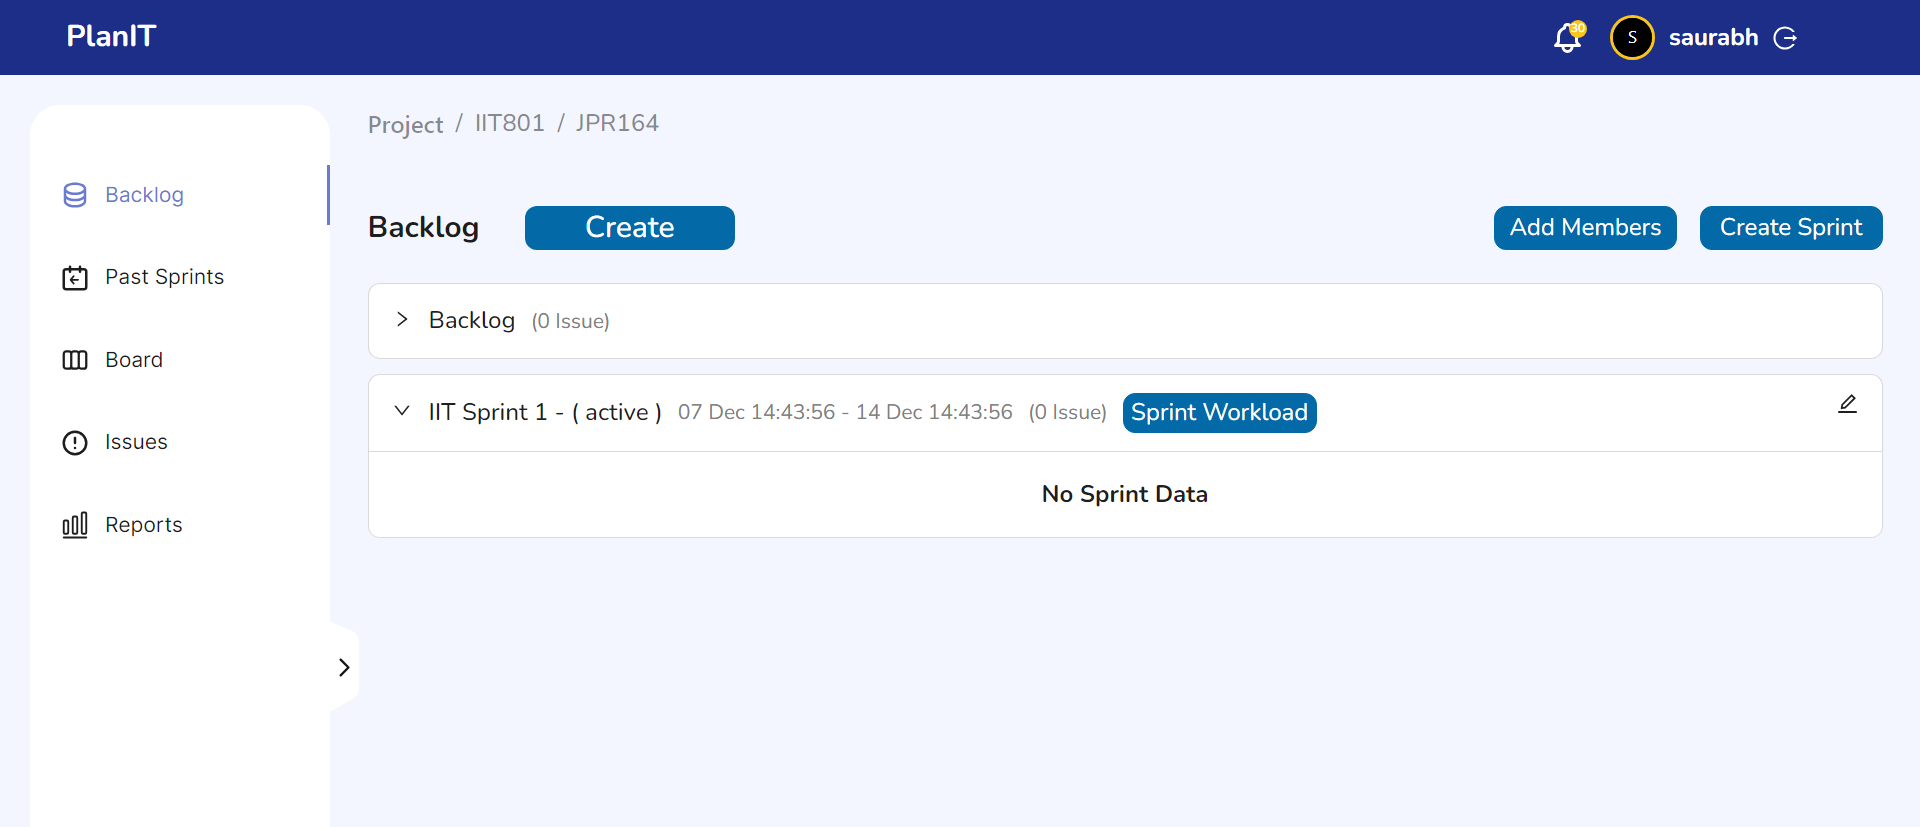 PlanIT
30
S
saurabh
Project / IIT801 / JPR164
Backlog
Past Sprints
Board
Issues
Reports
Backlog
Create
Add Members
Create Sprint
Backlog (0 Issue)
IIT Sprint 1 - ( active ) 07 Dec 14:43:56 - 14 Dec 14:43:56 (0 Issue) Sprint Workload
No Sprint Data